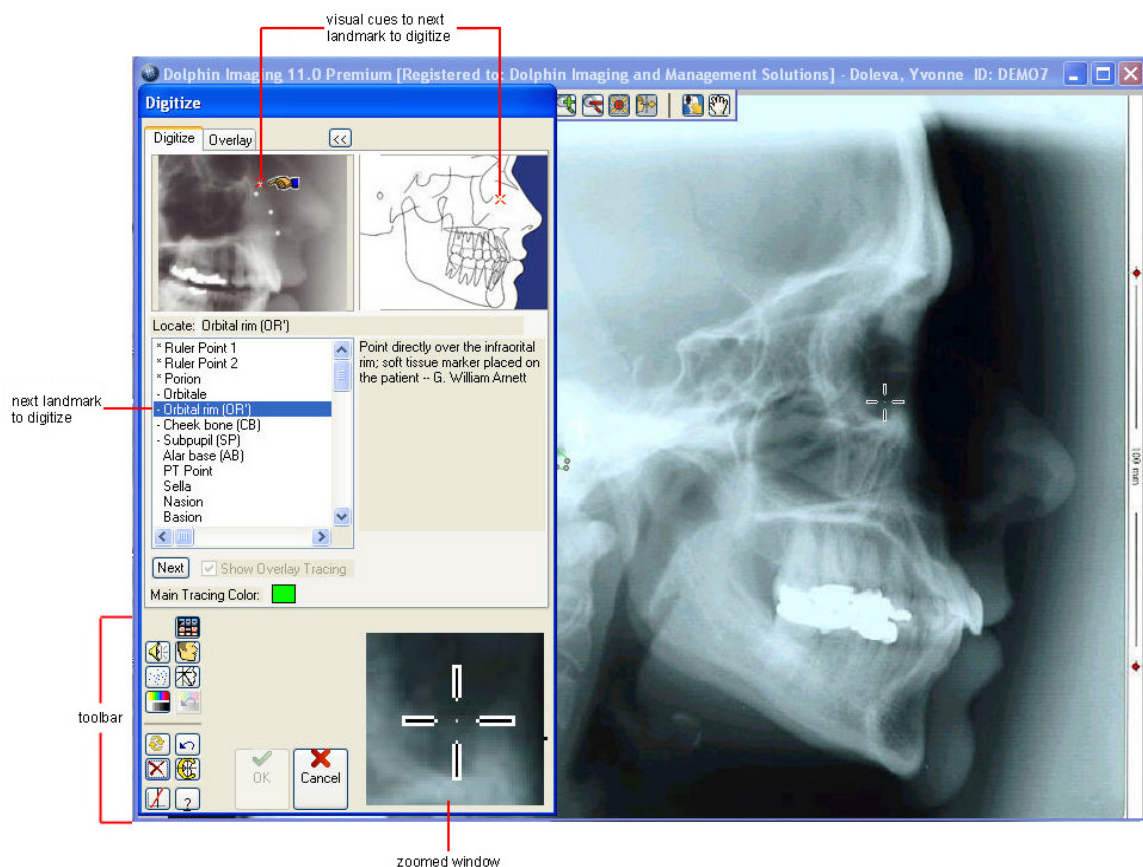 visual cues to next
landmark to digitize
Dolphin Imaging 11.0 Premium [Registered to: Dolphin Imaging and Management Solutions] - Doleva, Yvonne ID: DEMO7
Digitize
Digitize
Overlay
<<
Locate: Orbital rim (OR')
* Ruler Point 1
* Ruler Point 2
* Porion
- Orbitale
- Orbital rim (OR')
- Cheek bone (CB)
- Subpupil (SP)
Alar base (AB)
PT Point
Sella
Nasion
Basion
Point directly over the infraorital
rim; soft tissue marker placed on
the patient -- G. William Arnett
next landmark
to digitize
Next
Show Overlay Tracing
Main Tracing Color:
toolbar
OK
Cancel
?
100 mm
zoomed window